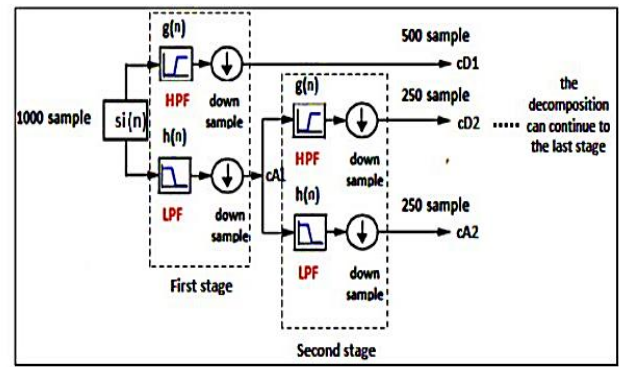 g(n)
500 sample
cD1
HPF
down
sample
1000 sample
si(n)
h(n)
LPF
down
sample
cA1
First stage
g(n)
250 sample
cD2
HPF
down
sample
h(n)
250 sample
cA2
LPF
down
sample
Second stage
the
decomposition
can continue to
the last stage